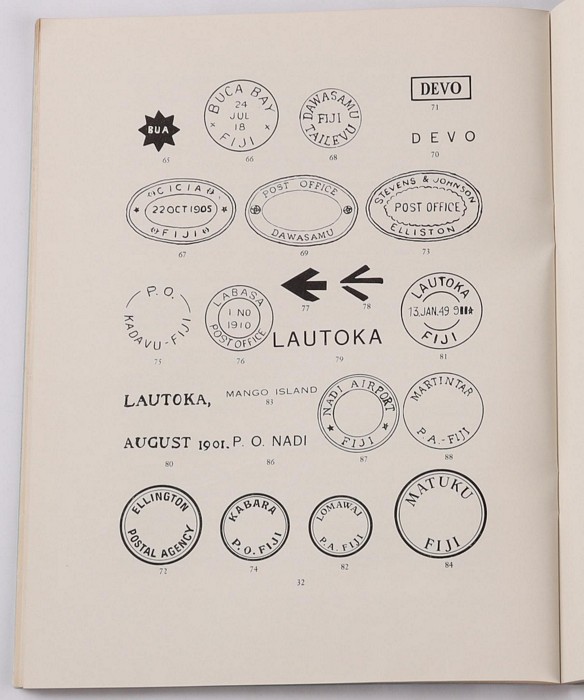 BUA
65
BUCA BAY
24
JUL
18
× ×
FIJI
66
DAWASAMU
FIJI
TAILEVU
68
DEVO
71
DEVO
70
CICIA
22 OCT 1905
FIJI
67
POST OFFICE
DAWASAMU
69
STEVENS & JOHNSON
POST OFFICE
ELLISTON
73
P.O.
KADAVU-FIJI
75
LABASA
1 NO
1910
POST OFFICE
76
77
78
LAUTOKA
79
LAUTOKA
13.JAN.49 9
FIJI
81
LAUTOKA,
AUGUST 1901.
80
MANGO ISLAND
83
P. O. NADI
86
NADI AIRPORT
FIJI
87
MARTINTAR
P.A.-FIJI
88
ELLINGTON
POSTAL AGENCY
72
KABARA
P.O. FIJI
74
LOMAWAI
P.A. FIJI
82
MATUKU
FIJI
84
32